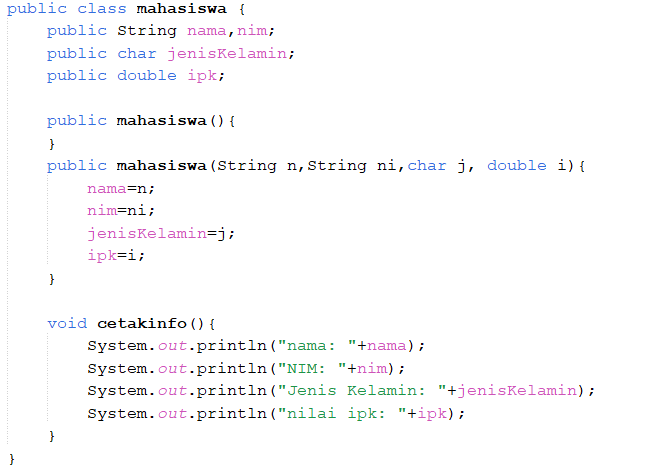 public class mahasiswa {
    public String nama,nim;
    public char jenisKelamin;
    public double ipk;

    public mahasiswa(){
    }
    public mahasiswa(String n,String ni,char j, double i){
        nama=n;
        nim=ni;
        jenisKelamin=j;
        ipk=i;
    }

    void cetakinfo(){
        System.out.println("nama: "+nama);
        System.out.println("NIM: "+nim);
        System.out.println("Jenis Kelamin: "+jenisKelamin);
        System.out.println("nilai ipk: "+ipk);
    }
}